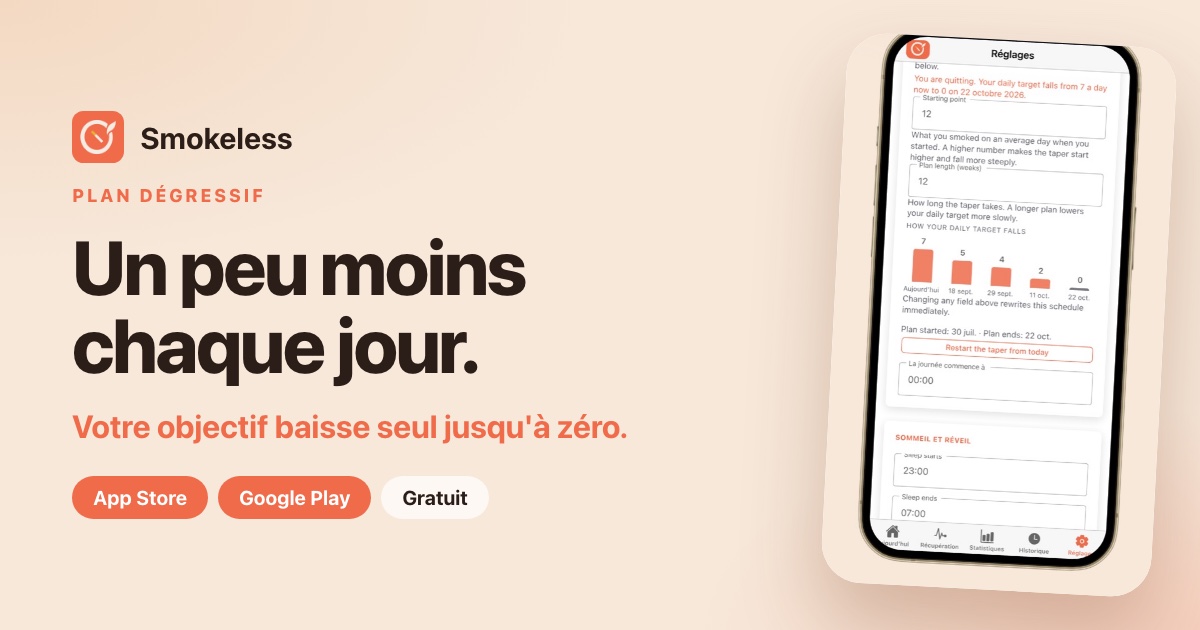 Smokeless
PLAN DÉGRESSIF
Un peu moins
chaque jour.
Votre objectif baisse seul jusqu'à zéro.
App Store
Google Play
Gratuit
Réglages
below.
You are quitting. Your daily target falls from 7 a day
now to 0 on 22 octobre 2026.
Starting point
12
What you smoked on an average day when you
started. A higher number makes the taper start
higher and fall more steeply.
Plan length (weeks)
12
How long the taper takes. A longer plan lowers
your daily target more slowly.
HOW YOUR DAILY TARGET FALLS
7
5
4
2
0
Aujourd'hui
18 sept.
29 sept.
11 oct.
22 oct.
Changing any field above rewrites this schedule
immediately.
Plan started: 30 juil. · Plan ends: 22 oct.
Restart the taper from today
La journée commence à
00:00
SOMMEIL ET RÉVEIL
Sleep starts
23:00
Sleep ends
07:00
Récupération
Statistiques
Historique